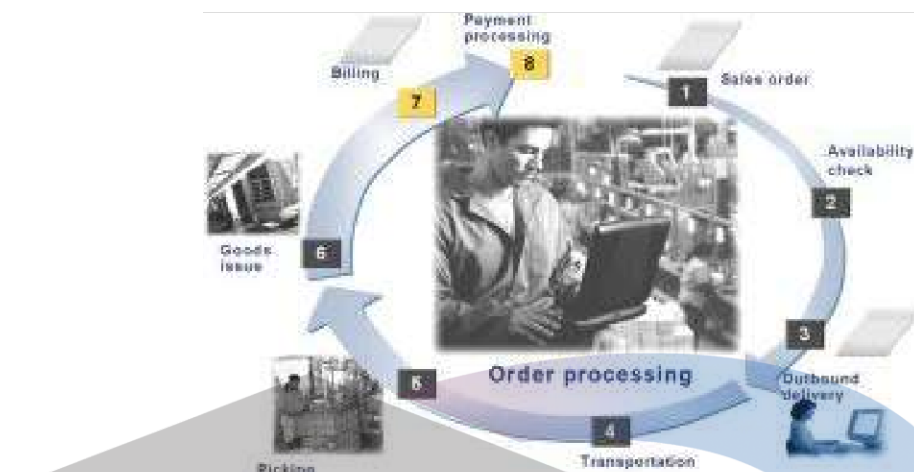 Payment
processing
8
Billing
7
1
Sales order
Availability
check
2
Goods
issue
6
3
Outbound
delivery
Order processing
5
4
Transportation
Picking